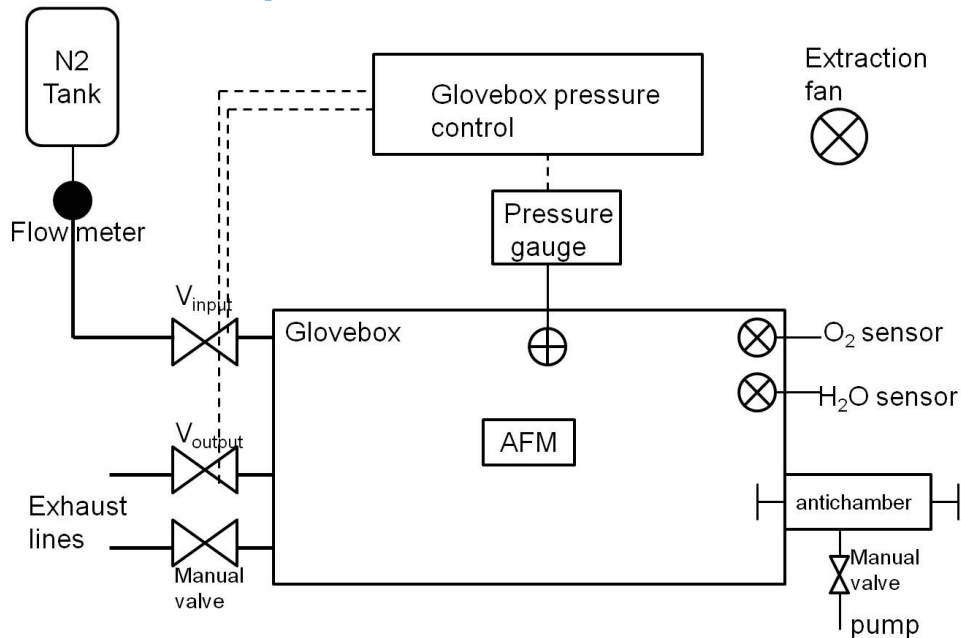 N2
Tank
Glovebox pressure
control
Extraction
fan
Flow meter
Pressure
gauge
Vinput
Glovebox
O2 sensor
H2O sensor
AFM
Voutput
Exhaust
lines
antichamber
Manual
valve
Manual
valve
pump